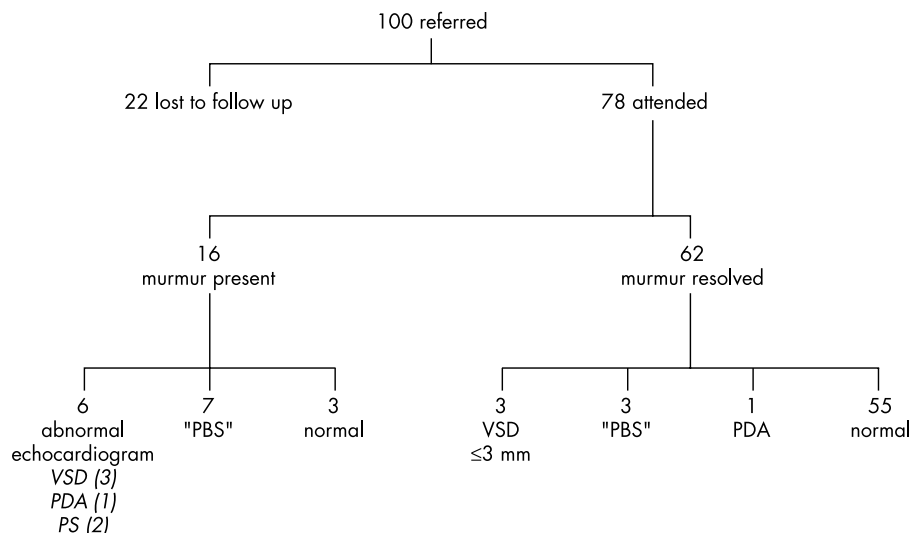 100 referred
22 lost to follow up
78 attended
16
murmur present
62
murmur resolved
6
abnormal
echocardiogram
VSD (3)
PDA (1)
PS (2)
7
"PBS"
3
normal
3
VSD
≤3 mm
3
"PBS"
1
PDA
55
normal